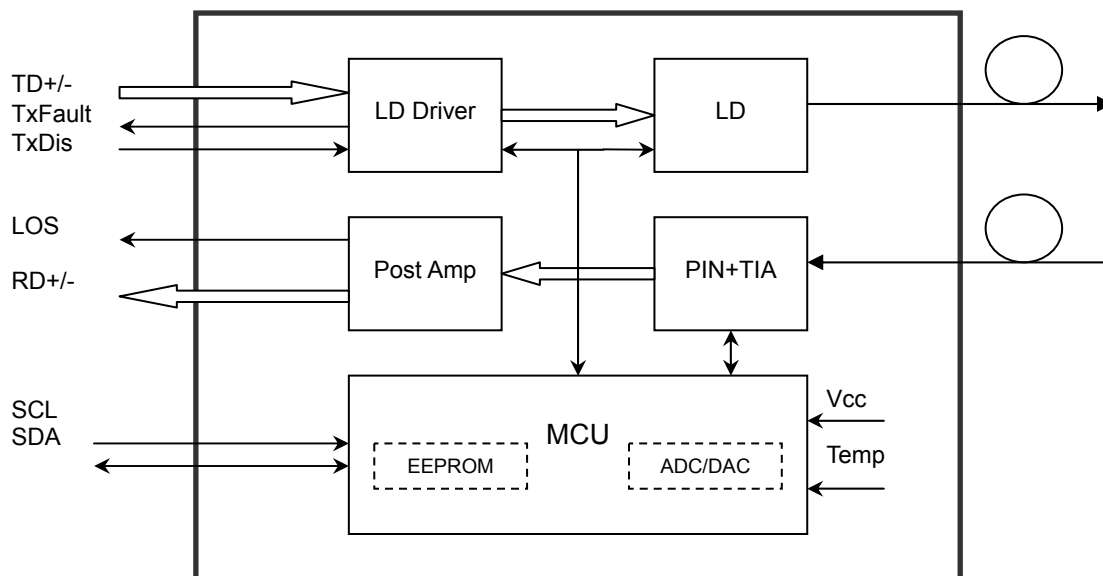 TD+/-
TxFault
TxDis
LD Driver
LD
LOS
RD+/-
Post Amp
PIN+TIA
SCL
SDA
MCU
EEPROM
ADC/DAC
Vcc
Temp